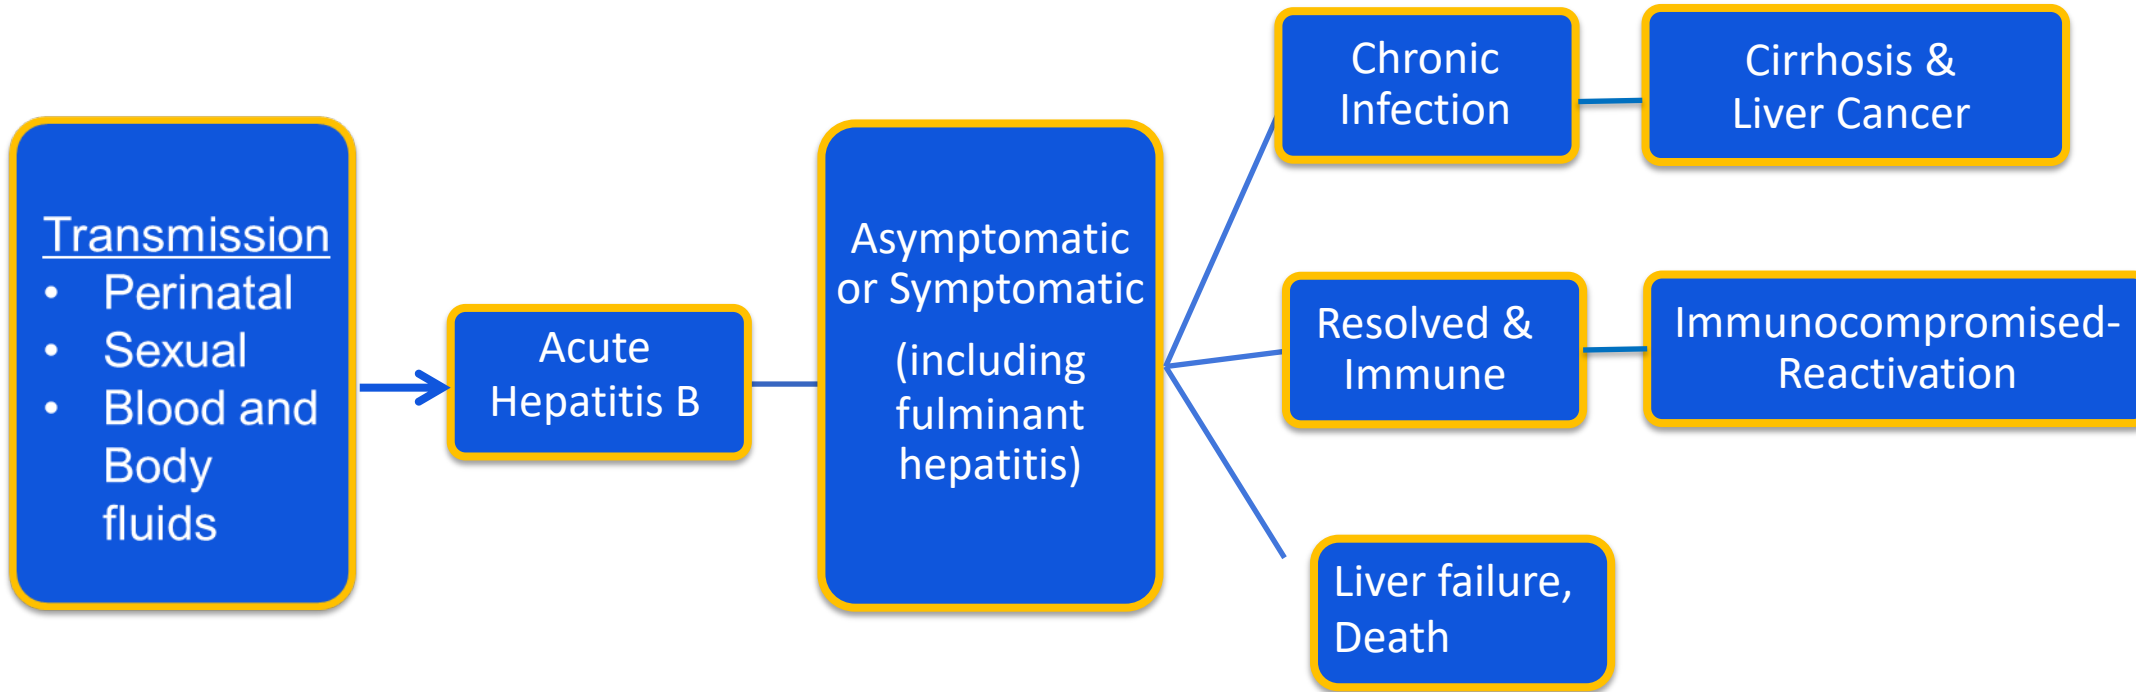 Transmission
• Perinatal
• Sexual
• Blood and
Body
fluids
Acute
Hepatitis B
Asymptomatic
or Symptomatic
(including
fulminant
hepatitis)
Chronic
Infection
Cirrhosis &
Liver Cancer
Resolved &
Immune
Immunocompromised-
Reactivation
Liver failure,
Death